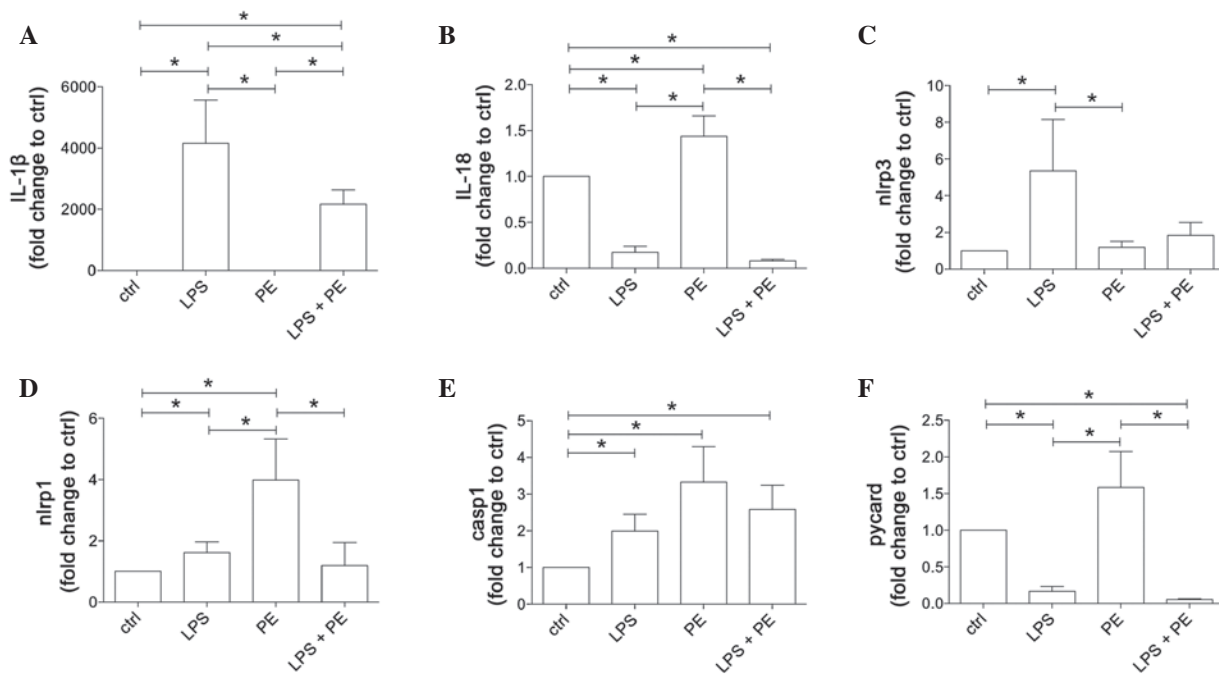 A
*
*
*
*
*
IL-1β
(fold change to ctrl)
6000
4000
2000
0
ctrl
LPS
PE
LPS + PE
B
*
*
*
*
*
IL-18
(fold change to ctrl)
2.0
1.5
1.0
0.5
0.0
ctrl
LPS
PE
LPS + PE
C
*
*
nlrp3
(fold change to ctrl)
10
8
6
4
2
0
ctrl
LPS
PE
LPS + PE
D
*
*
*
*
nlrp1
(fold change to ctrl)
6
4
2
0
ctrl
LPS
PE
LPS + PE
E
*
*
*
casp1
(fold change to ctrl)
5
4
3
2
1
0
ctrl
LPS
PE
LPS + PE
F
*
*
*
*
pycard
(fold change to ctrl)
2.5
2.0
1.5
1.0
0.5
0.0
ctrl
LPS
PE
LPS + PE